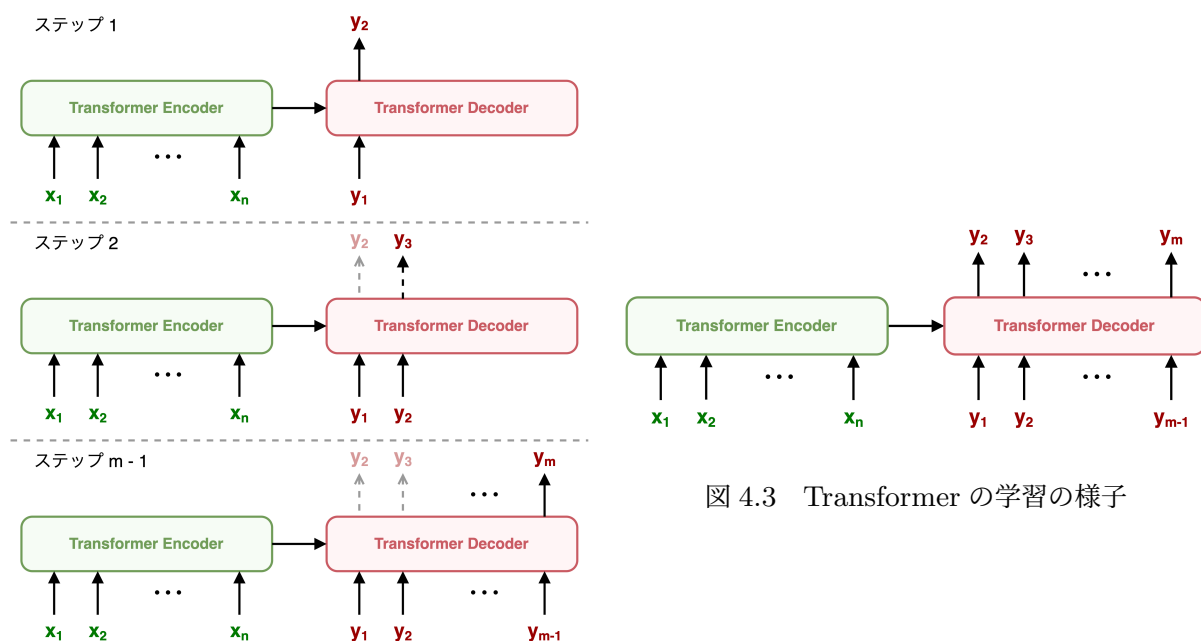 ステップ 1
y2
Transformer Encoder Transformer Decoder
x1 x2 ... xn y1
ステップ 2
y2 y3
Transformer Encoder Transformer Decoder
x1 x2 ... xn y1 y2
ステップ m - 1
y2 y3 ... ym
Transformer Encoder Transformer Decoder
x1 x2 ... xn y1 y2 ... ym-1
y2 y3 ... ym
Transformer Encoder Transformer Decoder
x1 x2 ... xn y1 y2 ... ym-1
図 4.3 Transformer の学習の様子